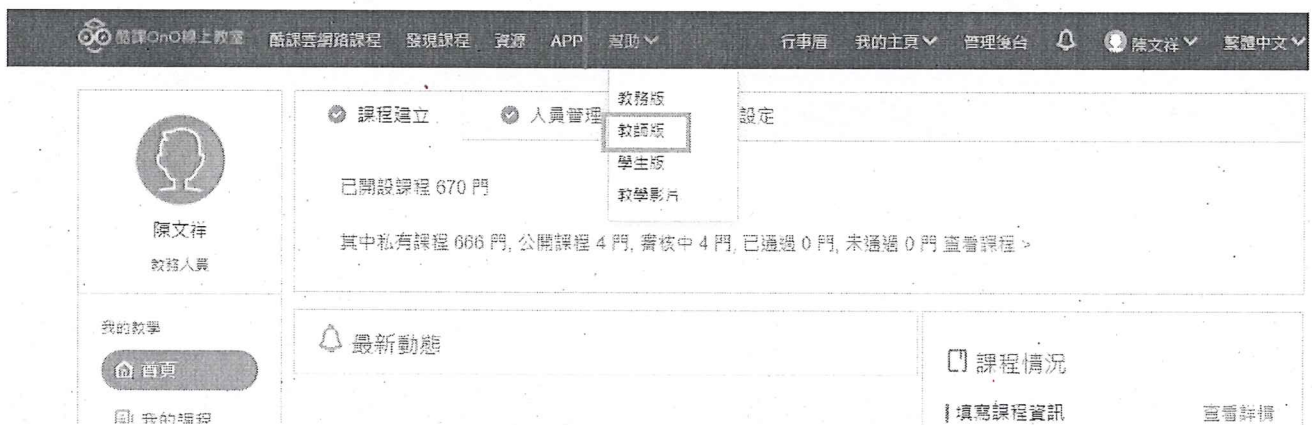 酷課OnO線上教室 酷課雲網路課程 發現課程 資源 APP 幫助 行事曆 我的主頁 管理後台 陳文祥 繁體中文
教務版
教師版
學生版
教學影片
課程建立 人員管理 設定
已開設課程 670 門
其中私有課程 666 門, 公開課程 4 門, 審核中 4 門, 已通過 0 門, 未通過 0 門 查看課程 >
陳文祥
教務人員
我的教學
首頁
我的課程
最新動態
課程情況
填寫課程資訊 查看詳情